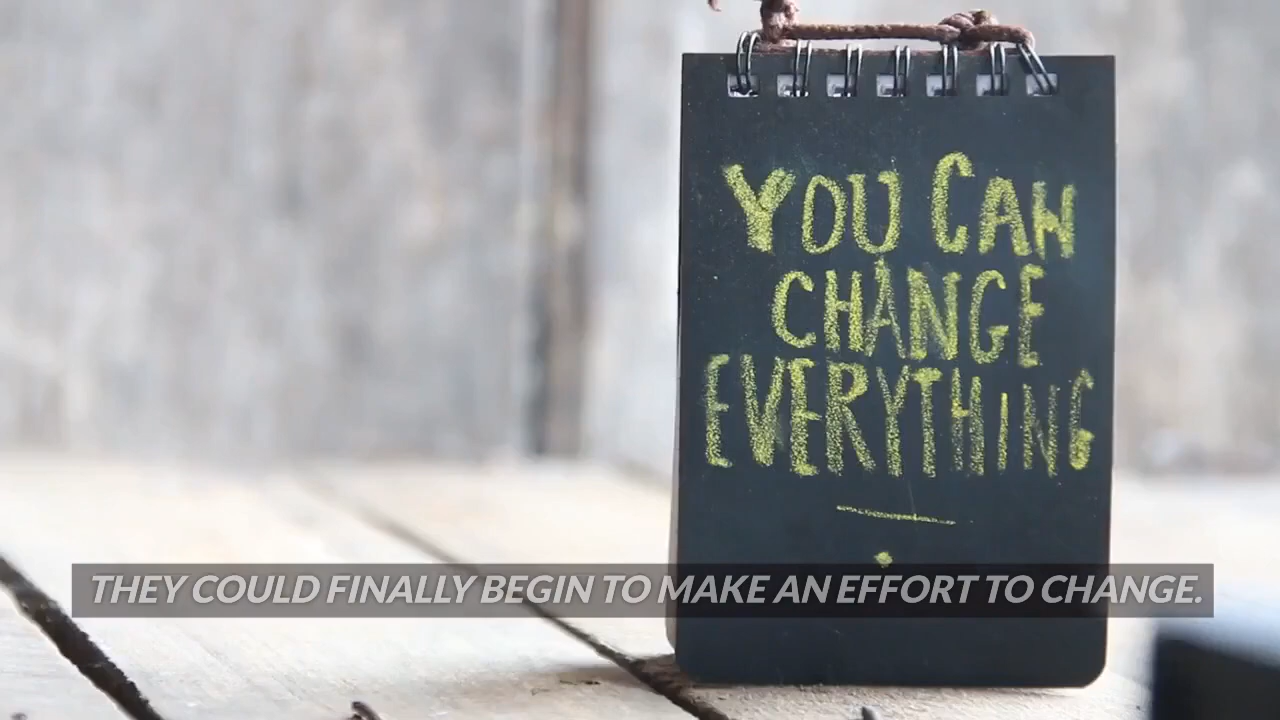 YOU CAN
CHANGE
EVERYTHING
THEY COULD FINALLY BEGIN TO MAKE AN EFFORT TO CHANGE.